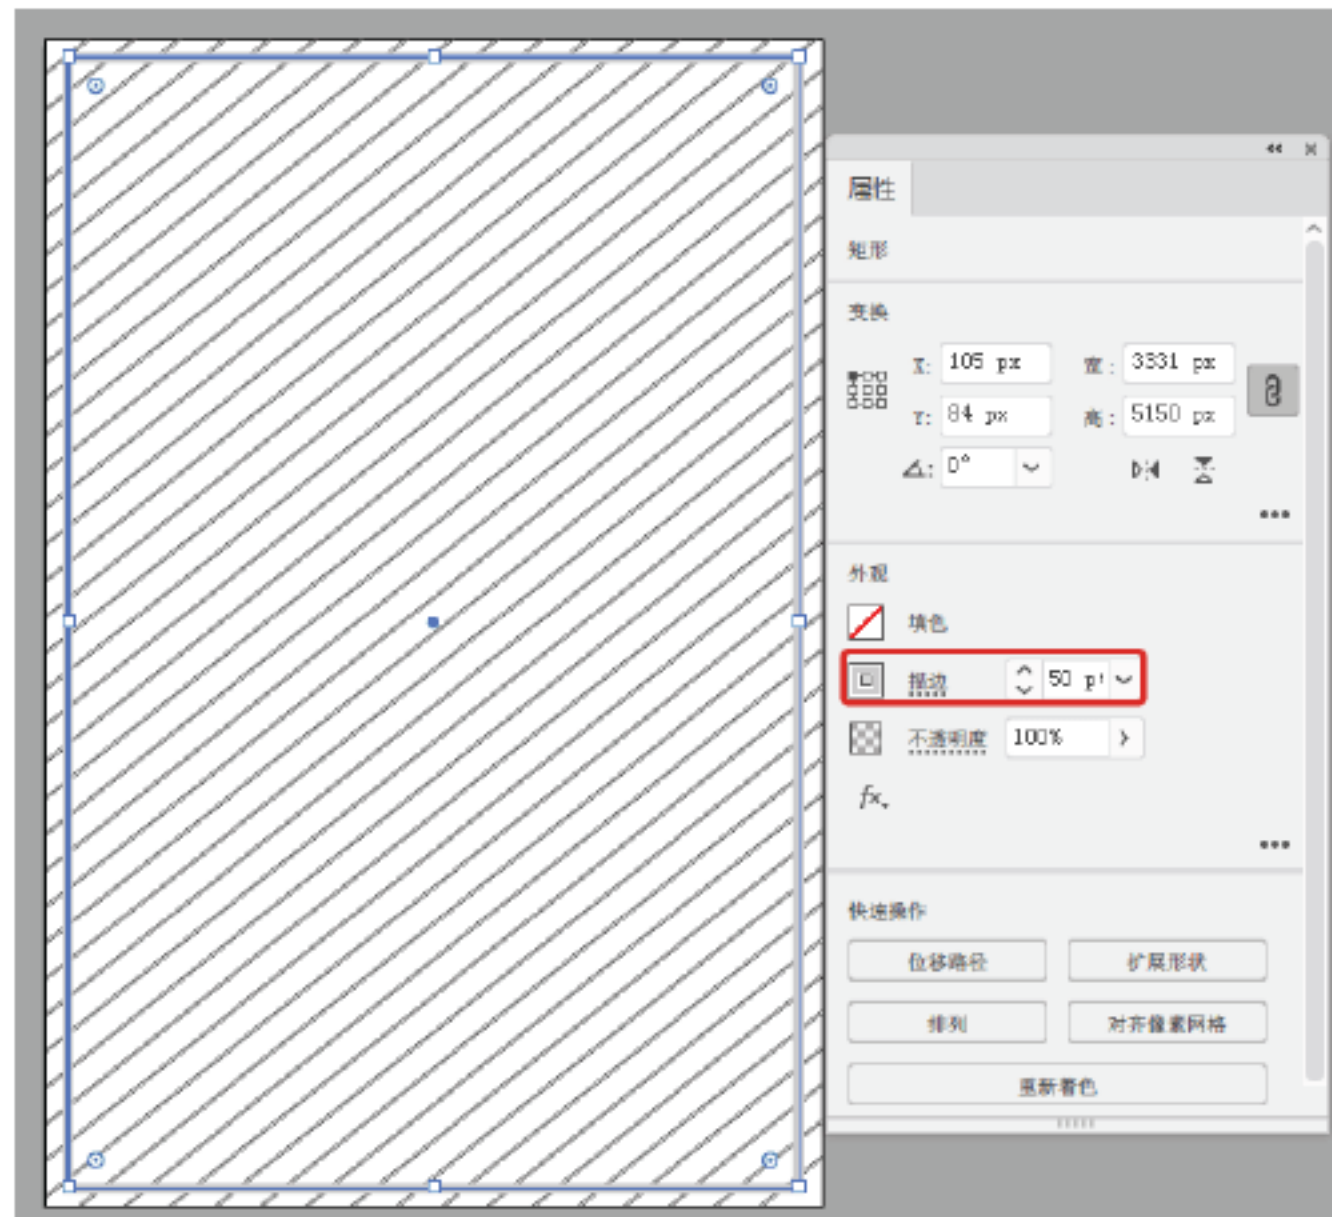 属性
矩形
变换
X: 105 px 宽: 3331 px
Y: 84 px 高: 5150 px
0°
外观
填色
描边 50 p
不透明度 100%
fx
快速操作
位移路径 扩展形状
排列 对齐像素网格
重新着色